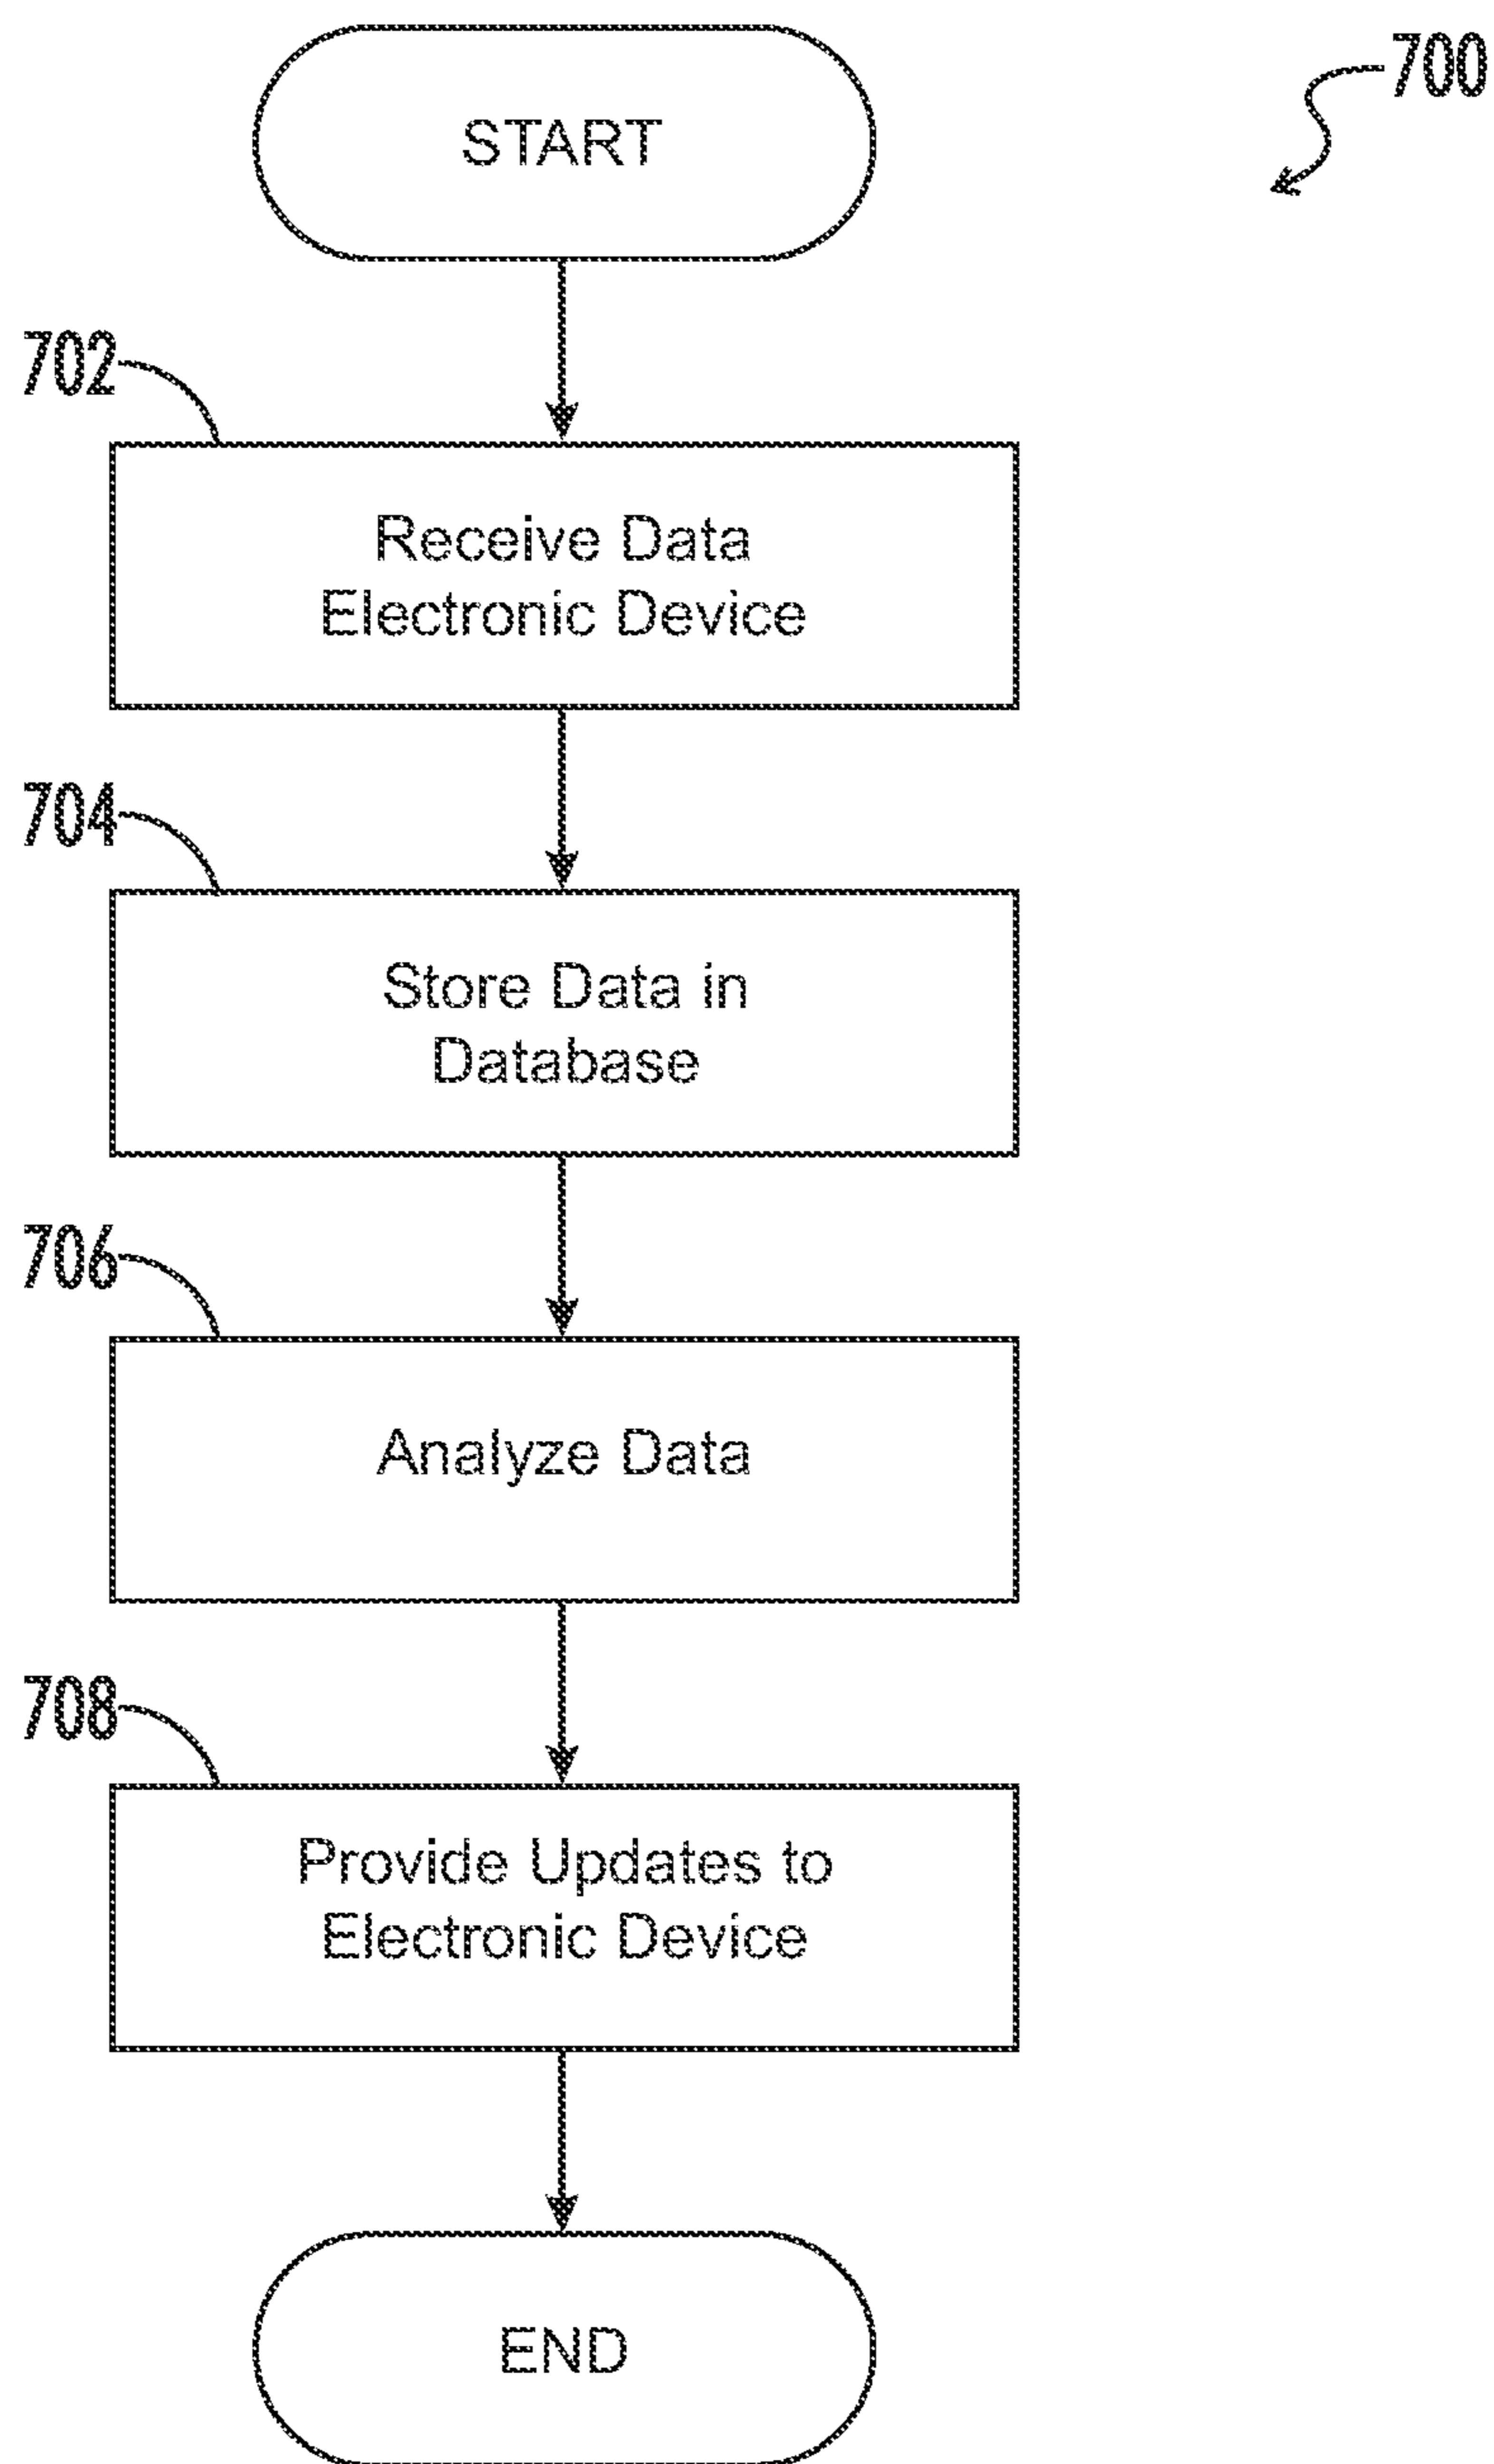 START
700
702
Receive Data
Electronic Device
704
Store Data in
Database
706
Analyze Data
708
Provide Updates to
Electronic Device
END